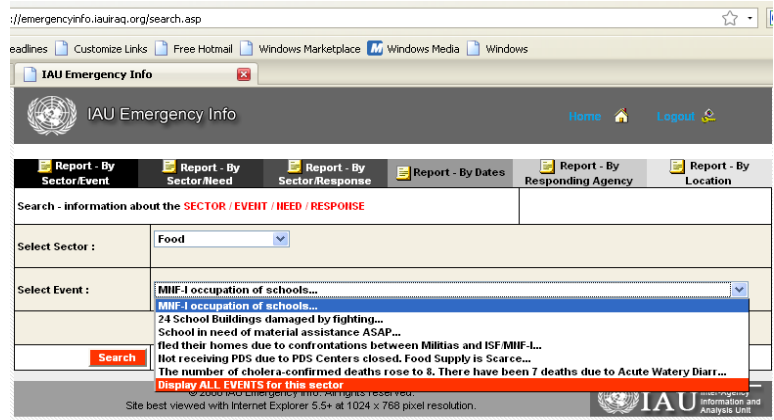 ://emergencyinfo.iauiraq.org/search.asp
eadlines Customize Links Free Hotmail Windows Marketplace Windows Media Windows
IAU Emergency Info
IAU Emergency Info Home Logout
Report - By Sector/Event
Report - By Sector/Need
Report - By Sector/Response
Report - By Dates
Report - By Responding Agency
Report - By Location
Search - information about the SECTOR / EVENT / NEED / RESPONSE
Select Sector : Food
Select Event : MNF-I occupation of schools...
MNF-I occupation of schools...
24 School Buildings damaged by fighting...
School in need of material assistance ASAP...
fled their homes due to confrontations between Militias and ISF/MNF-I...
Not receiving PDS due to PDS Centers closed. Food Supply is Scarce...
The number of cholera-confirmed deaths rose to 8. There have been 7 deaths due to Acute Watery Diarr...
Search
Display ALL EVENTS for this sector
IAU Emergency Info. All rights reserved.
Site best viewed with Internet Explorer 5.5+ at 1024 x 768 pixel resolution.
IAU Inter-Agency
Information and
Analysis Unit